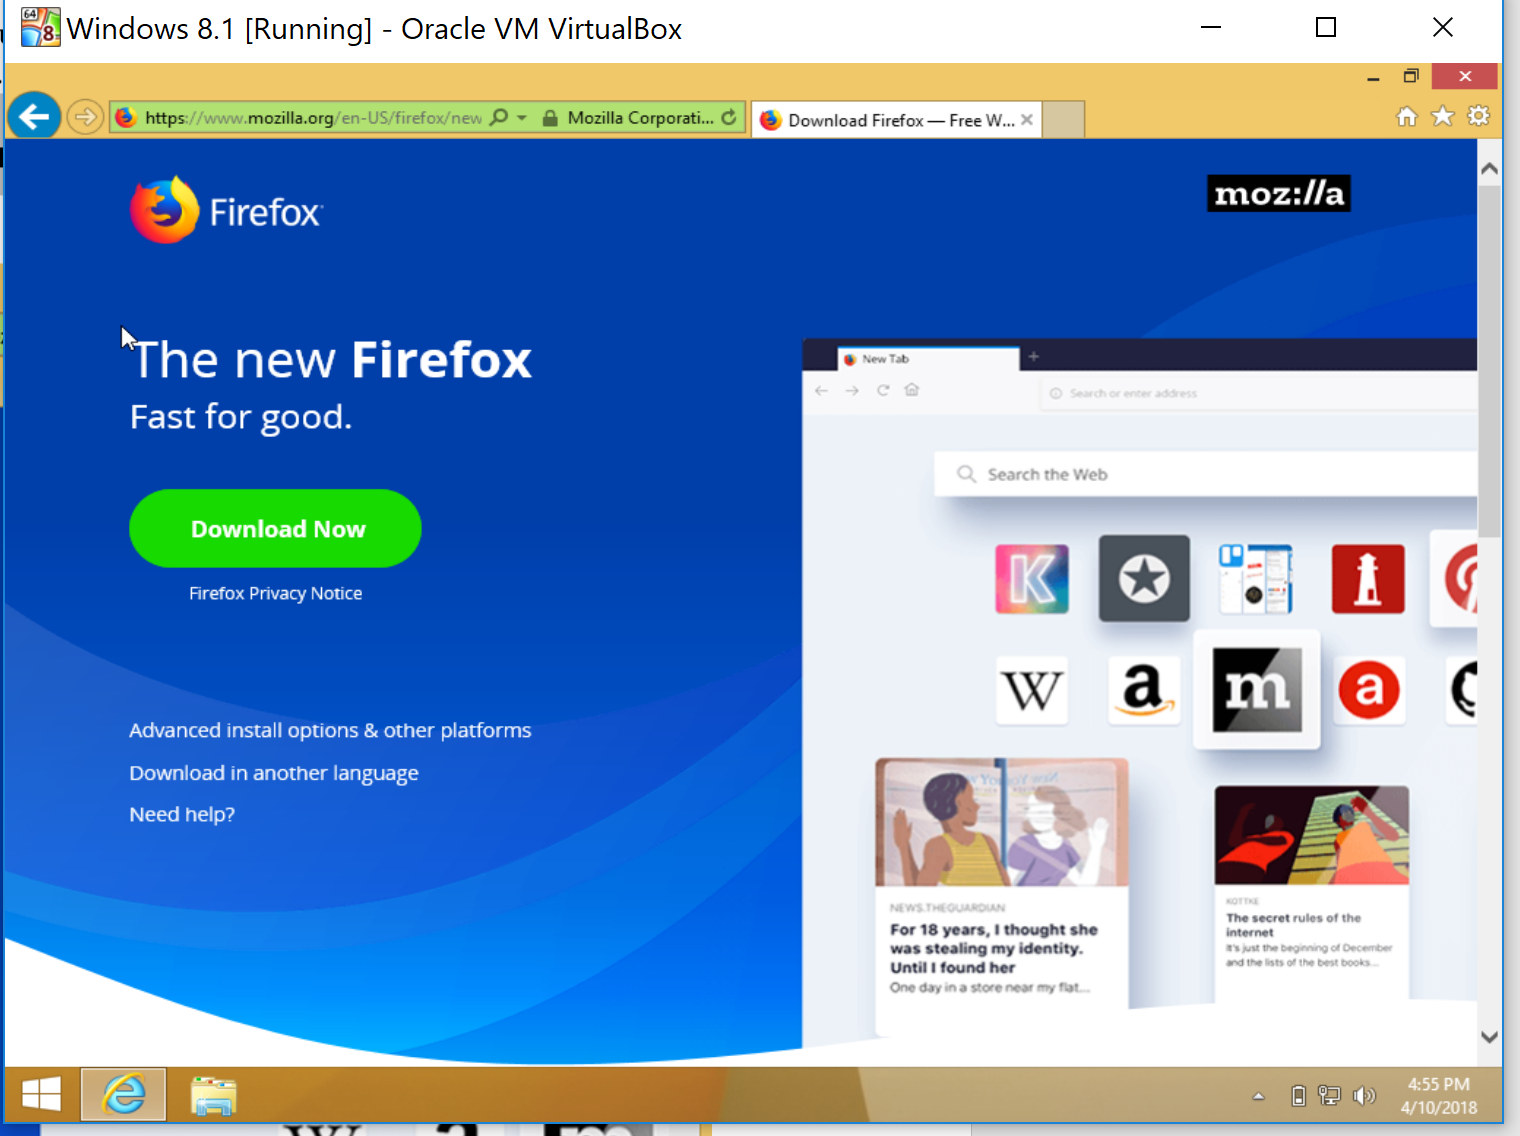 64
8
Windows 8.1 [Running] - Oracle VM VirtualBox
https://www.mozilla.org/en-US/firefox/new
Mozilla Corporati...
Download Firefox — Free W...
Firefox
moz://a
The new Firefox
Fast for good.
Download Now
Firefox Privacy Notice
Advanced install options & other platforms
Download in another language
Need help?
New Tab
Search or enter address
Search the Web
K
W
a
m
a
NEWS.THEGUARDIAN
For 18 years, I thought she
was stealing my identity.
Until I found her
One day in a store near my flat...
KOTTKE
The secret rules of the
internet
It's just the beginning of December
and the lists of the best books...
4:55 PM
4/10/2018